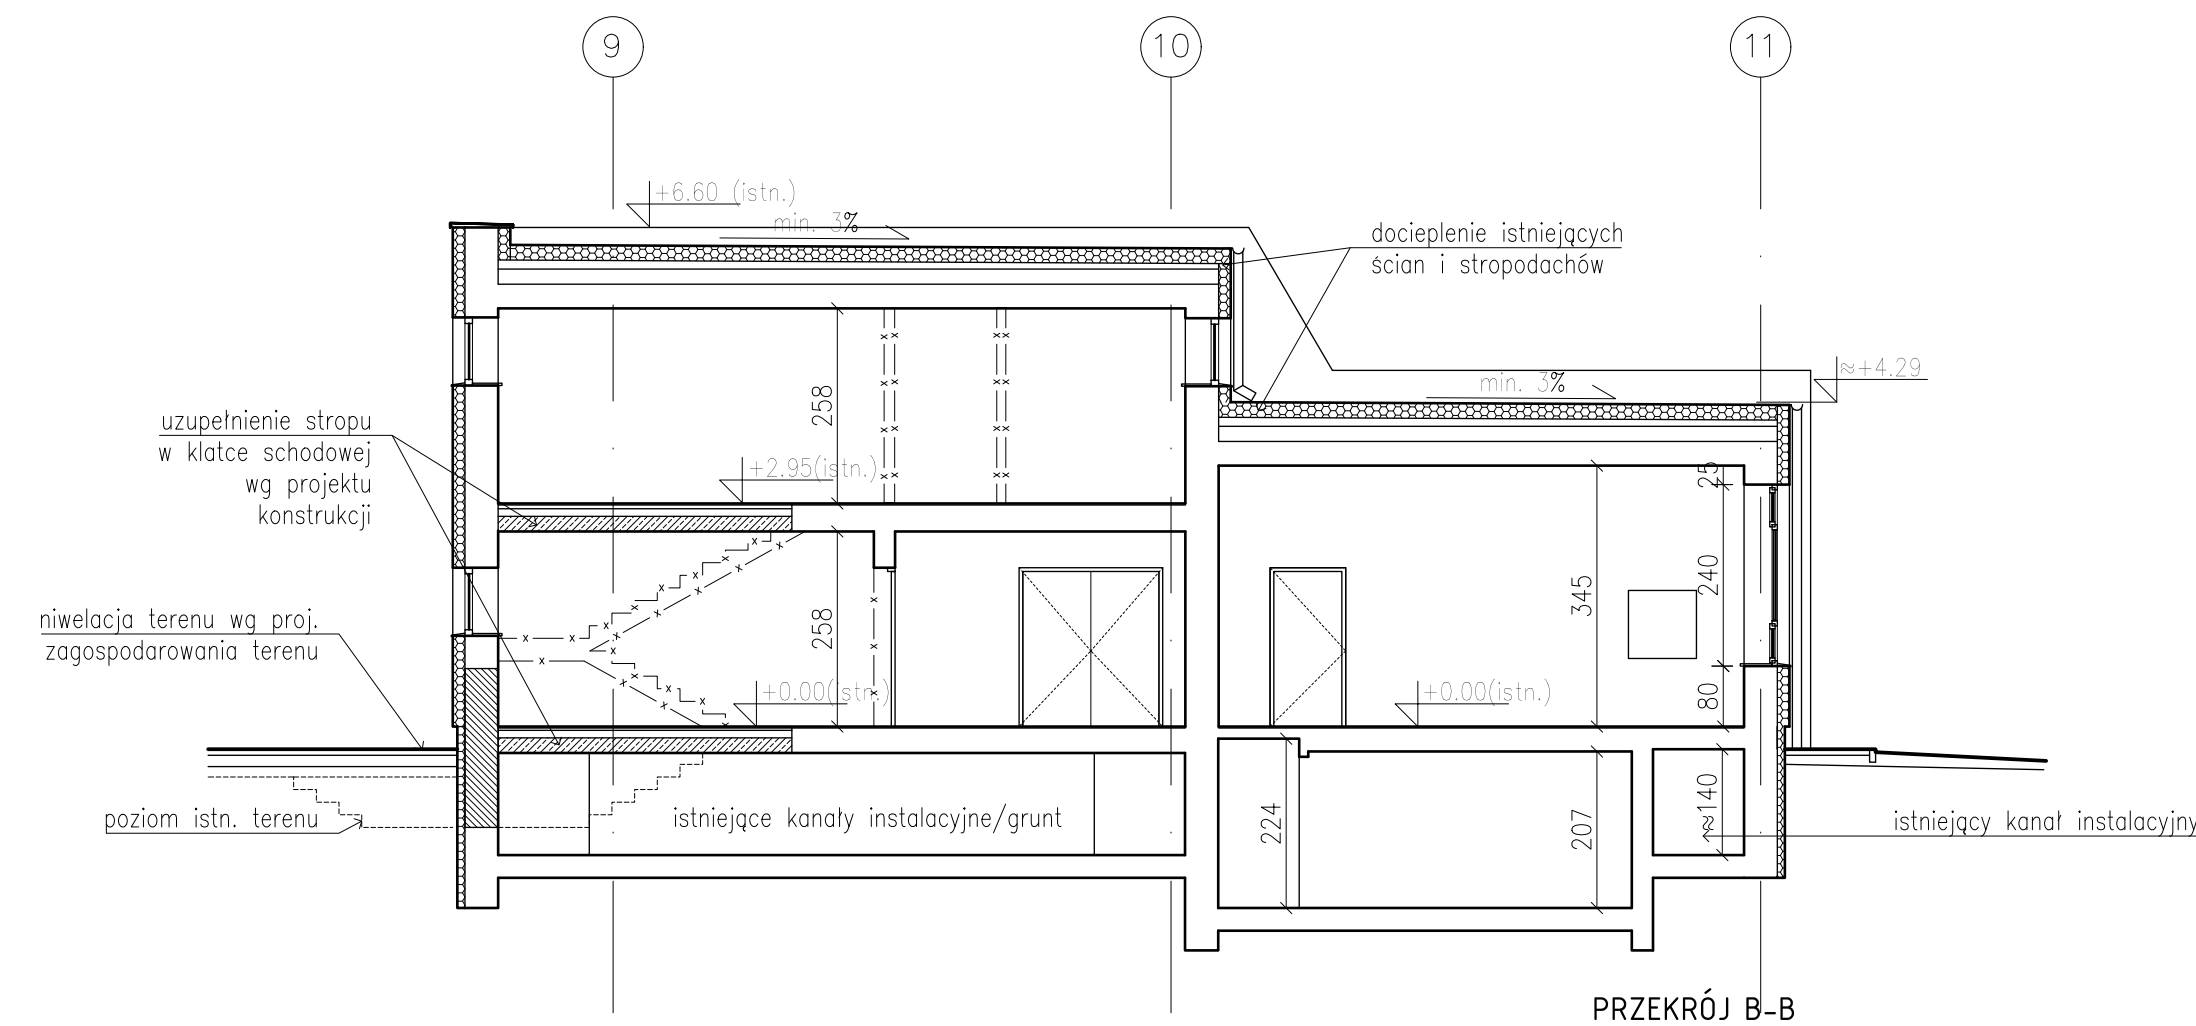 9
10
11
+6.60 (istn.)
min. 3%
docieplenie istniejących
ścian i stropodachów
≈+4.29
min. 3%
uzupełnienie stropu
w klatce schodowej
wg projektu
konstrukcji
258
+2.95(istn.)
25
345
240
niwelacja terenu wg proj.
zagospodarowania terenu
258
+0.00(istn.)
+0.00(istn.)
80
poziom istn. terenu
istniejące kanały instalacyjne/grunt
224
207
≈140
istniejący kanał instalacyjny
PRZEKRÓJ B-B